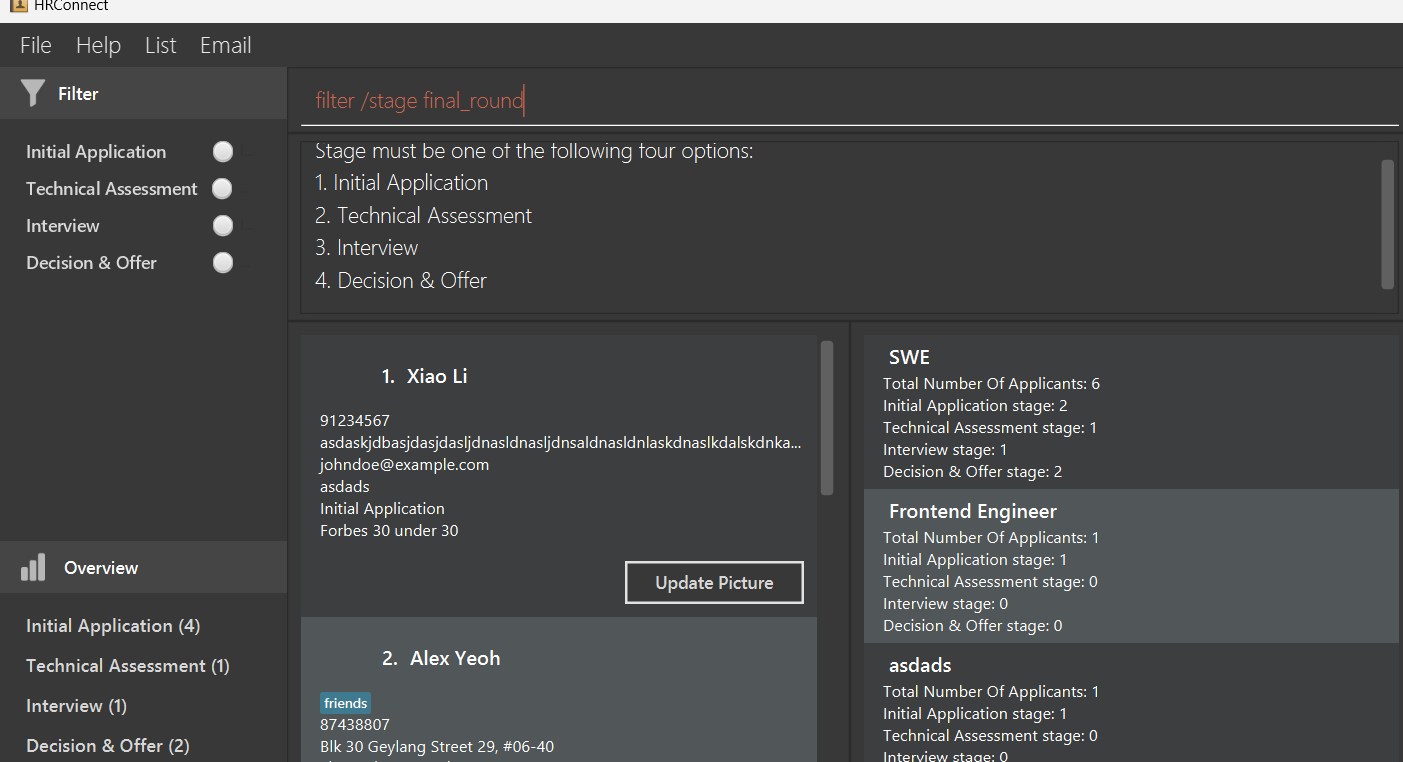 HRConnect
File Help List Email
Filter
Initial Application
Technical Assessment
Interview
Decision & Offer
Overview
Initial Application (4)
Technical Assessment (1)
Interview (1)
Decision & Offer (2)
filter /stage final_round
Stage must be one of the following four options:
1. Initial Application
2. Technical Assessment
3. Interview
4. Decision & Offer
1. Xiao Li
91234567
asdaskjdbasjdasjdasljdnasldnasljdnsaldnasldnlaskdnaslkdalskdnka...
johndoe@example.com
asdads
Initial Application
Forbes 30 under 30
Update Picture
2. Alex Yeoh
friends
87438807
Blk 30 Geylang Street 29, #06-40
SWE
Total Number Of Applicants: 6
Initial Application stage: 2
Technical Assessment stage: 1
Interview stage: 1
Decision & Offer stage: 2
Frontend Engineer
Total Number Of Applicants: 1
Initial Application stage: 1
Technical Assessment stage: 0
Interview stage: 0
Decision & Offer stage: 0
asdads
Total Number Of Applicants: 1
Initial Application stage: 1
Technical Assessment stage: 0
Interview stage: 0